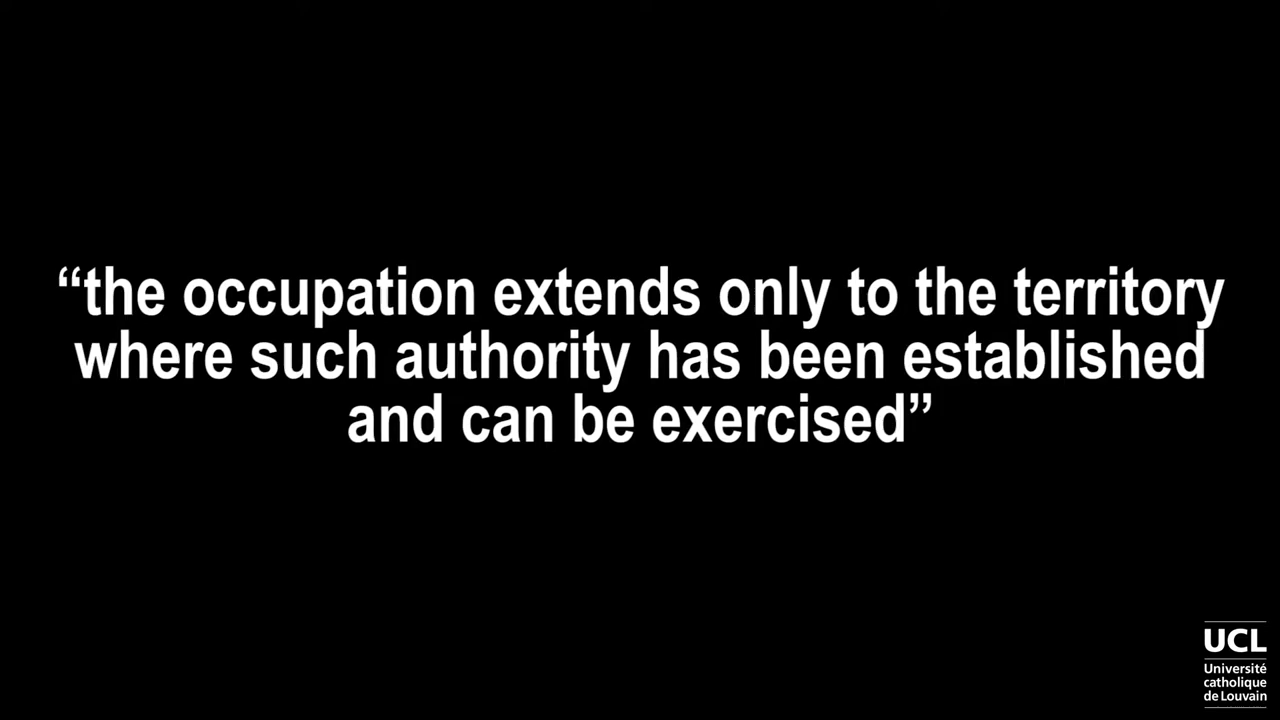 “the occupation extends only to the territory
where such authority has been established
and can be exercised”
UCL
Université
catholique
de Louvain